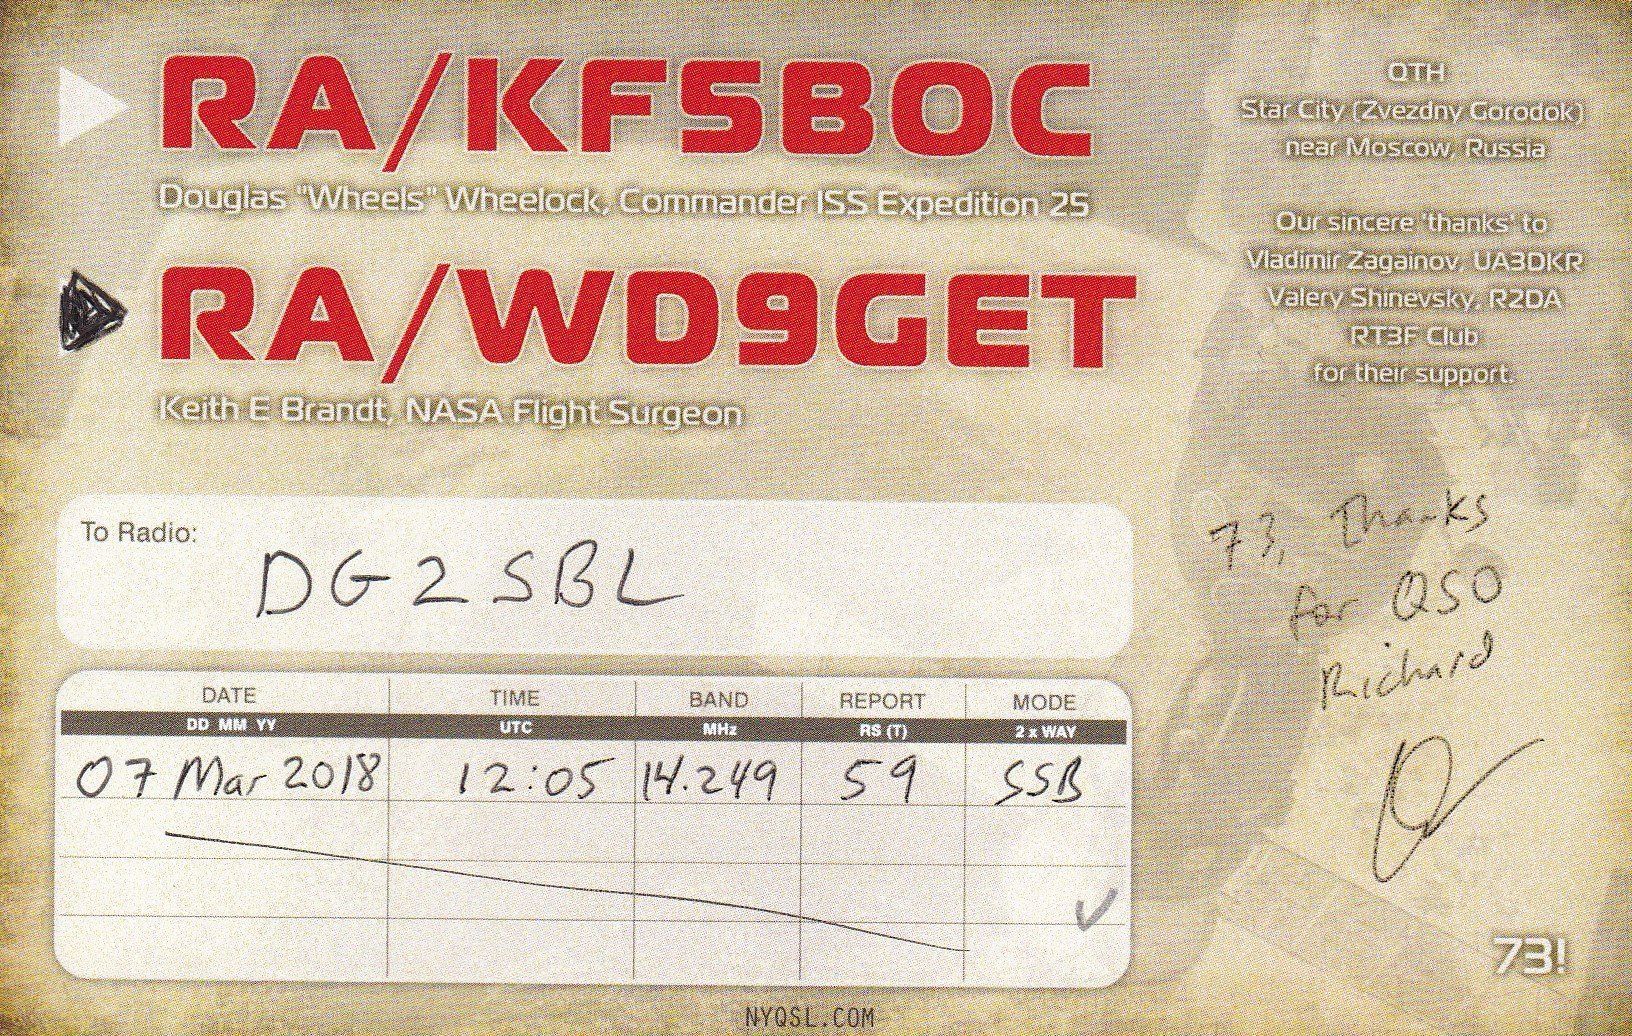 RA/KF5BOC
Douglas "Wheels" Wheelock, Commander ISS Expedition 25
RA/WD9GET
Keith E Brandt, NASA Flight Surgeon
QTH
Star City (Zvezdny Gorodok)
near Moscow, Russia
Our sincere 'thanks' to
Vladimir Zagainov, UA3DKR
Valery Shinevsky, R2DA
RT3F Club
for their support.
To Radio:
DG2SBL
73, Thanks
for QSO
Richard
DATE TIME BAND REPORT MODE
DD MM YY UTC MHz RS (T) 2 x WAY
07 Mar 2018 12:05 14.249 59 SSB
73!
NYQSL.COM